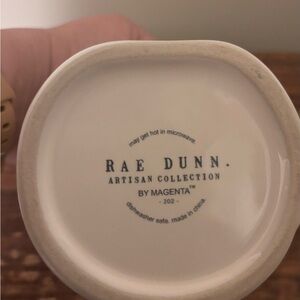 may get hot in microwave.
RAE DUNN.
ARTISAN COLLECTION
BY MAGENTA™
- 202 -
dishwasher safe. made in china.